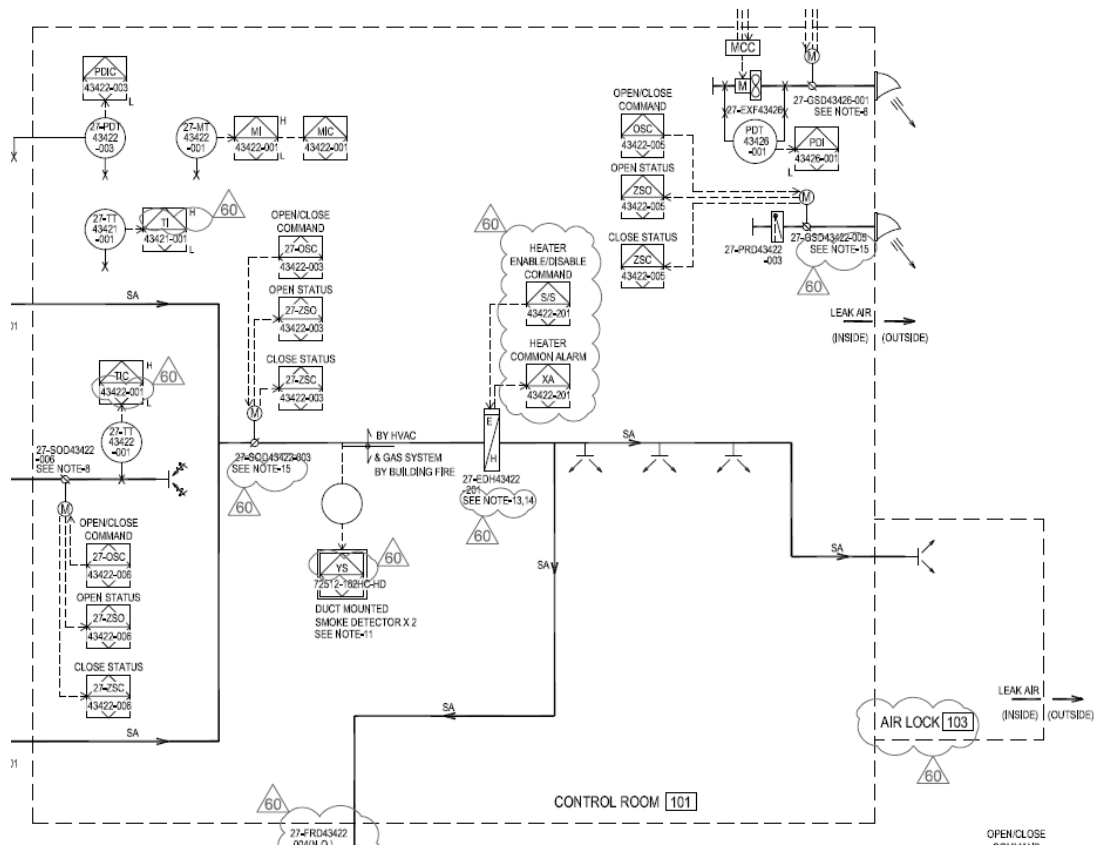 PDIC
43422-003
L
27-PDT
43422
-003
27-MT
43422
-001
MI
43422-001
H
L
MIC
43422-001
27-TT
43421
-001
TI
43421-001
H
L
60
MCC
M
M
27-EXF43426
27-GSD43426-001
SEE NOTE-8
PDT
43426
-001
PDI
43426-001
L
OPEN/CLOSE
COMMAND
OSC
43422-005
OPEN STATUS
ZSO
43422-005
CLOSE STATUS
ZSC
43422-005
M
27-PRD43422
-003
27-GSD43422-005
SEE NOTE-15
60
LEAK AIR
(INSIDE)
(OUTSIDE)
OPEN/CLOSE
COMMAND
27-OSC
43422-003
OPEN STATUS
27-ZSO
43422-003
CLOSE STATUS
27-ZSC
43422-003
M
60
HEATER
ENABLE/DISABLE
COMMAND
S/S
43422-201
HEATER
COMMON ALARM
XA
43422-201
SA
01
TIC
43422-001
H
L
60
27-TT
43422
-001
27-SOD43422
-006
SEE NOTE-8
M
OPEN/CLOSE
COMMAND
27-OSC
43422-006
OPEN STATUS
27-ZSO
43422-006
CLOSE STATUS
27-ZSC
43422-006
SA
01
27-SOD43422-003
SEE NOTE-15
60
BY HVAC
& GAS SYSTEM
BY BUILDING FIRE
E
H
27-EDH43422
-201
SEE NOTE-13,14
60
YS
72512-162HC-HD
60
DUCT MOUNTED
SMOKE DETECTOR X 2
SEE NOTE-11
SA
SA
SA
SA
LEAK AIR
(INSIDE)
(OUTSIDE)
AIR LOCK 103
60
CONTROL ROOM 101
60
27-FRD43422
OPEN/CLOSE